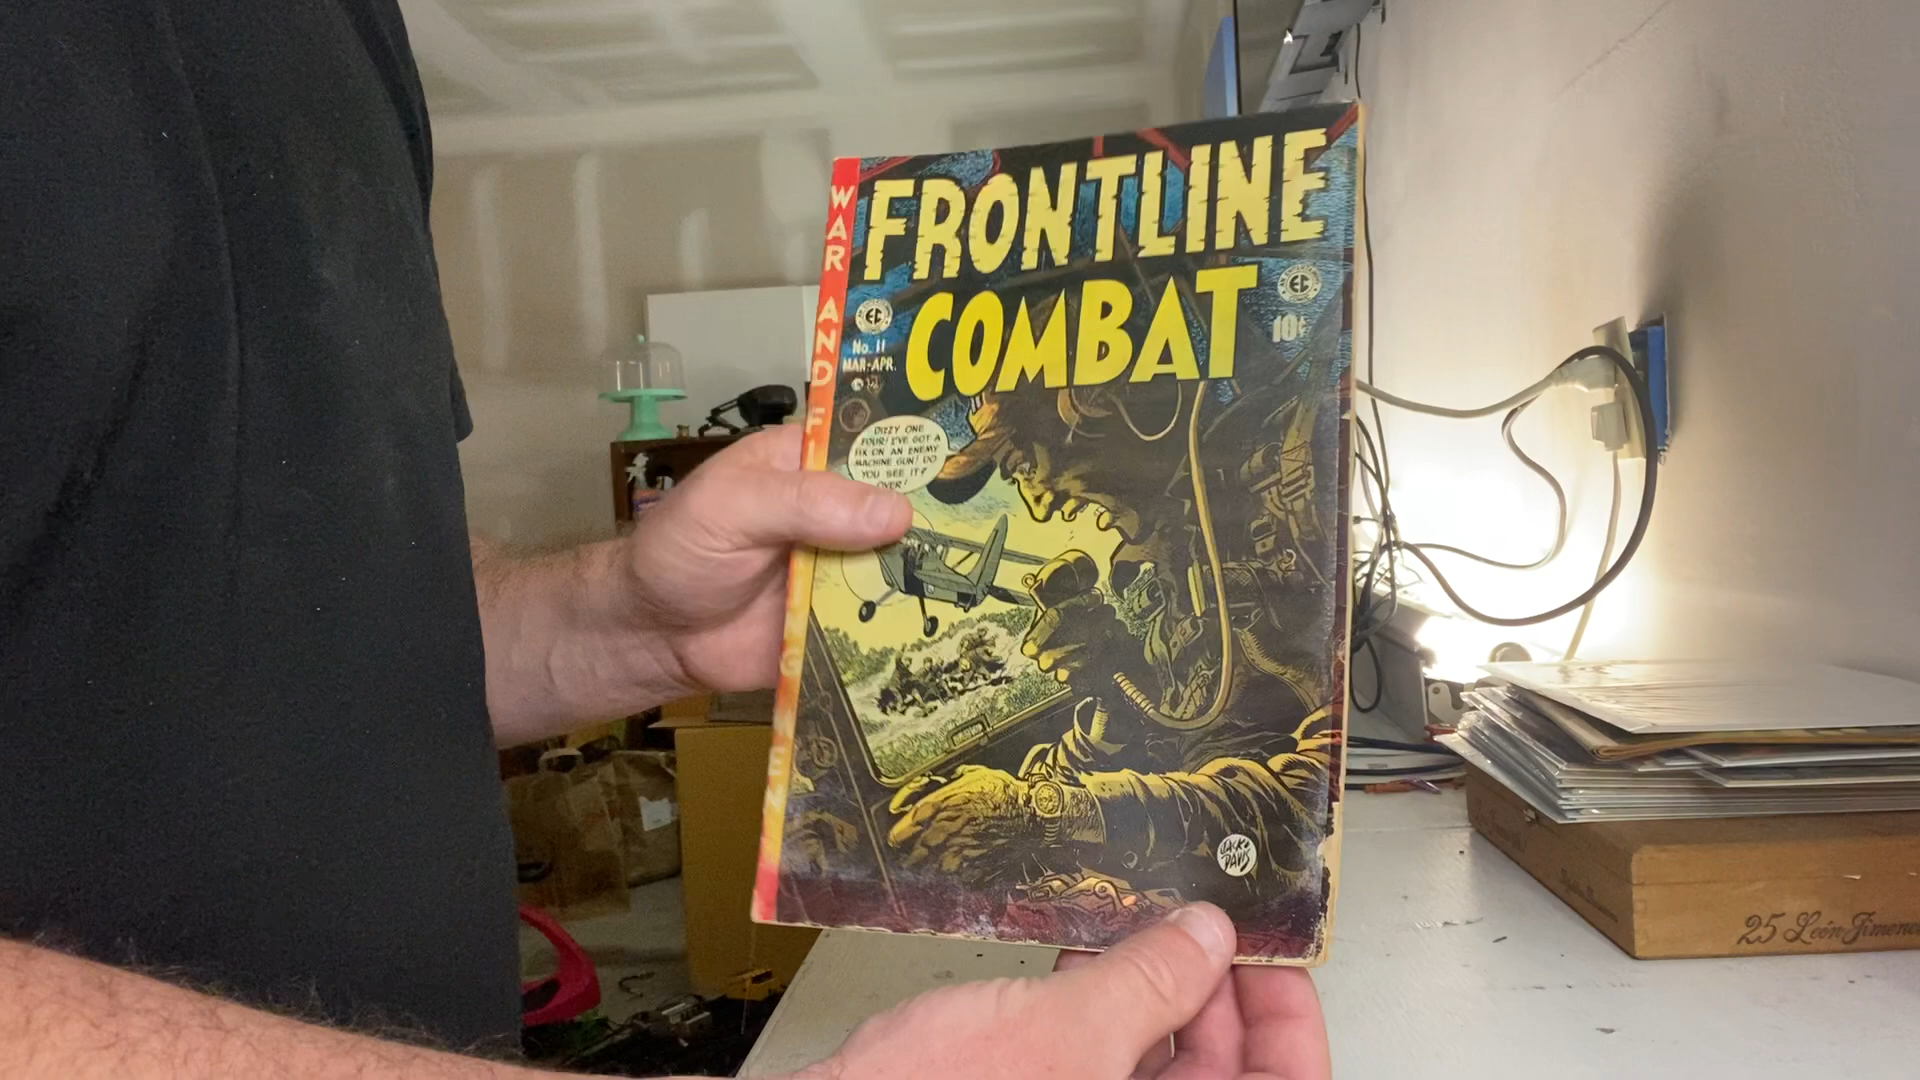 FRONTLINE
COMBAT
WAR AND F
EC
No. 11
MAR-APR.
EC
10¢
DIZZY ONE
FOUR! I'VE GOT A
FIX ON AN ENEMY
MACHINE GUN! DO
YOU SEE IT?
OVER!
JACK
DAVIS
25 León Jimenes